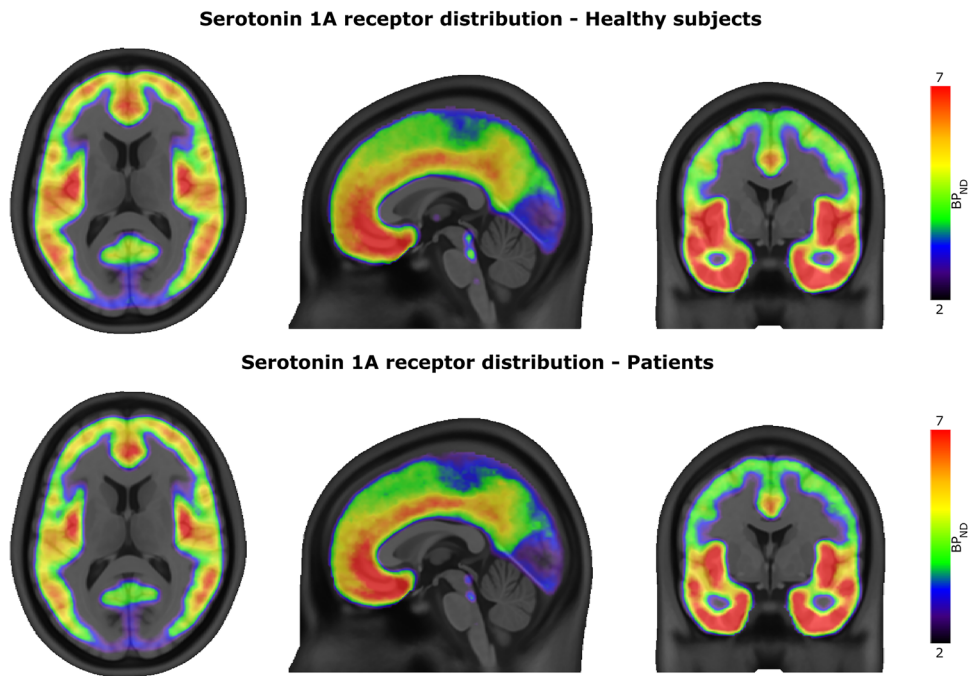 Serotonin 1A receptor distribution - Healthy subjects
7
BPND
2
Serotonin 1A receptor distribution - Patients
7
BPND
2